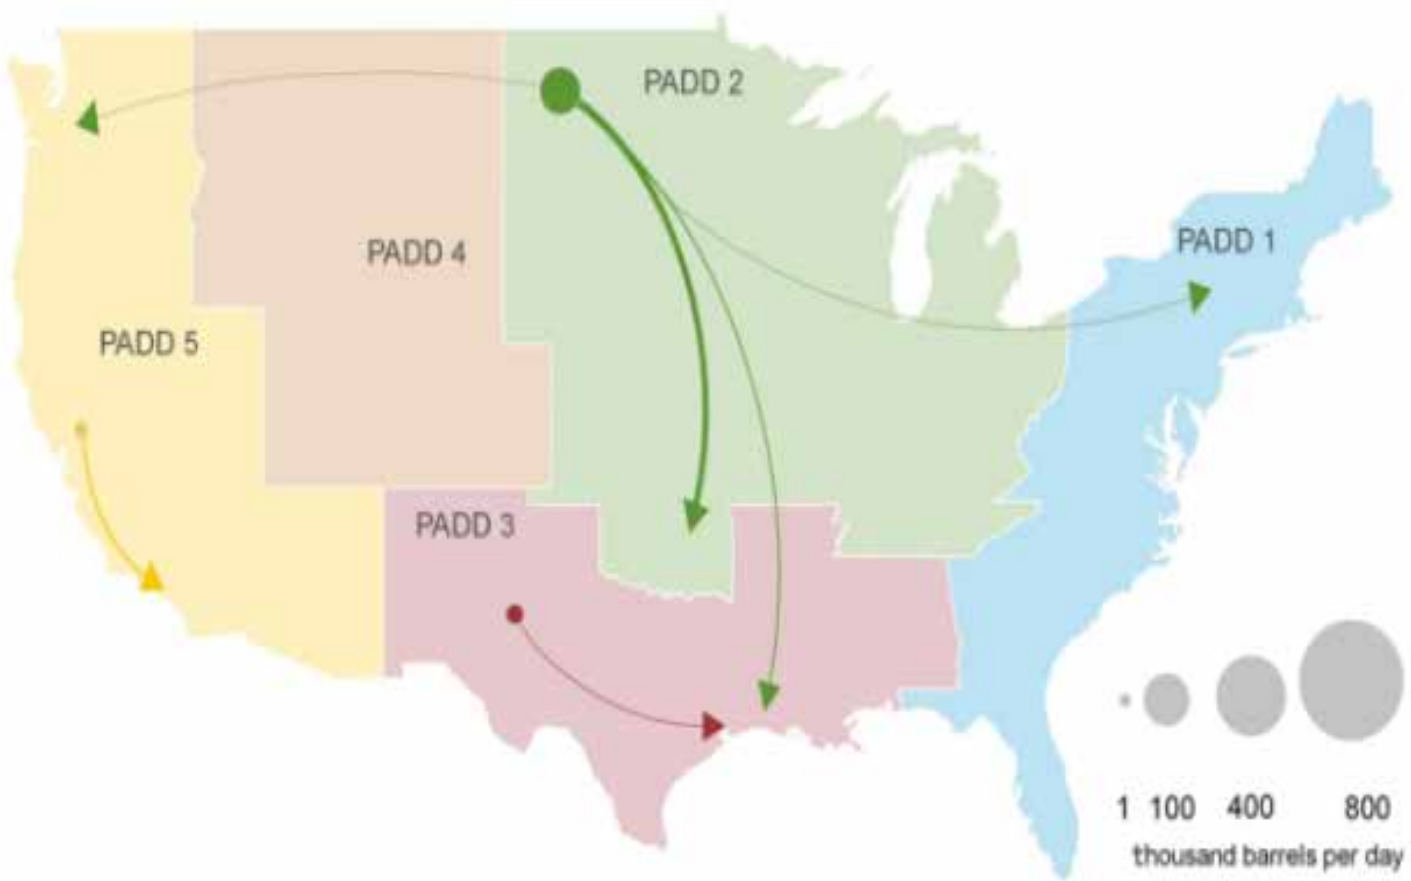 PADD 2
PADD 1
PADD 4
PADD 5
PADD 3
1 100 400 800
thousand barrels per day